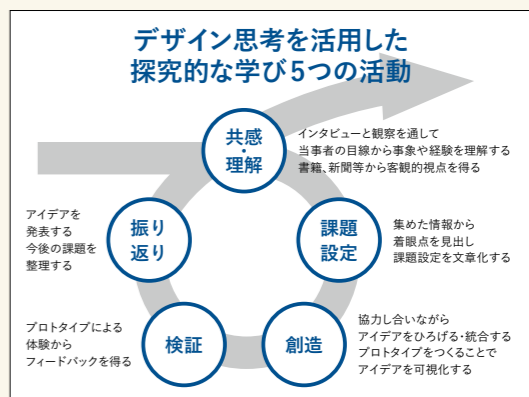 デザイン思考を活用した
探究的な学び5つの活動
共感
・
理解
インタビューと観察を通して
当事者の目線から事象や経験を理解する
書籍、新聞等から客観的視点を得る
課題
設定
集めた情報から
着眼点を見出し
課題設定を文章化する
創造
協力し合いながら
アイデアをひろげる・統合する
プロトタイプをつくることで
アイデアを可視化する
検証
プロトタイプによる
体験から
フィードバックを得る
振り
返り
アイデアを
発表する
今後の課題を
整理する